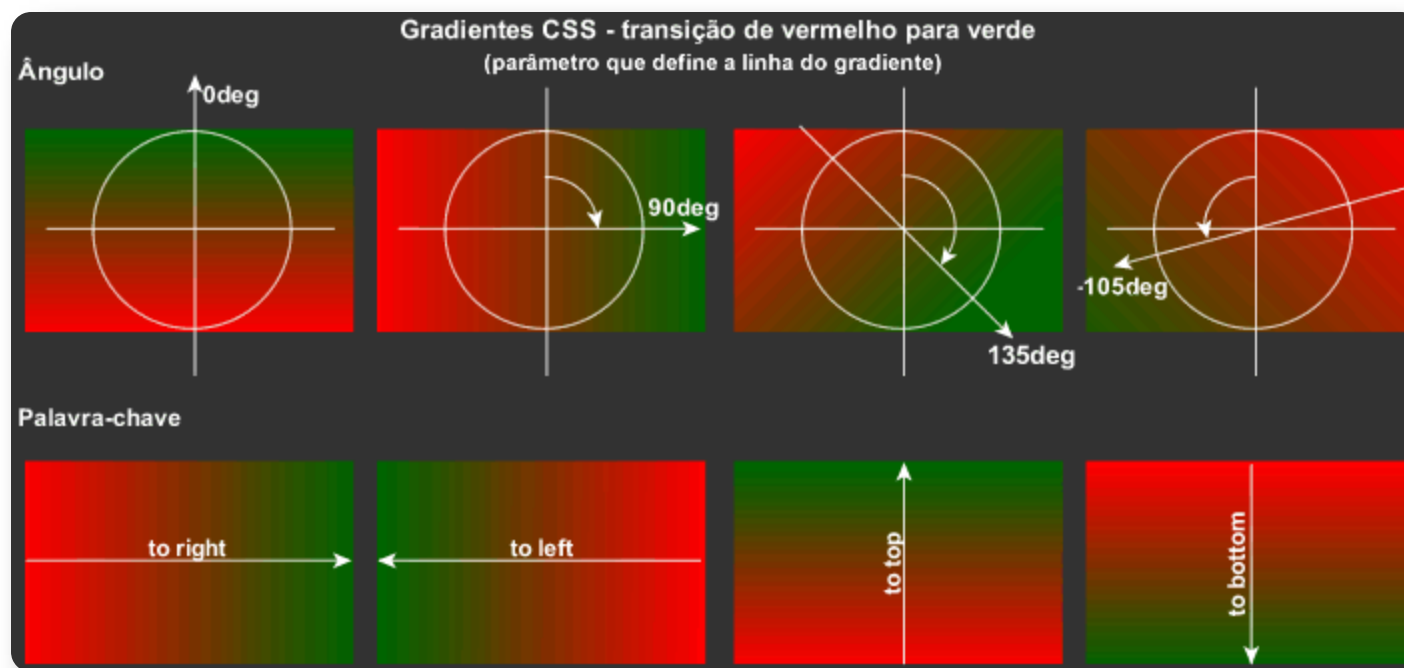 Gradientes CSS - transição de vermelho para verde
(parâmetro que define a linha do gradiente)
Ângulo
0deg
90deg
135deg
-105deg
Palavra-chave
to right
to left
to top
to bottom